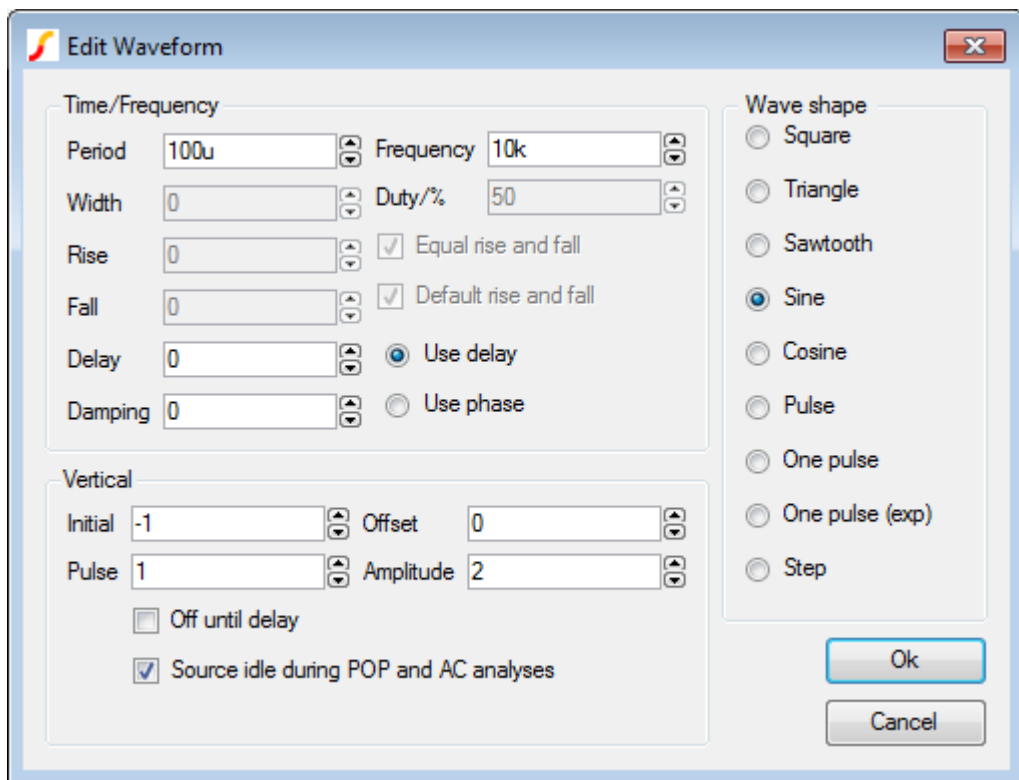 Edit Waveform
Time/Frequency
Period 100u Frequency 10k
Width 0 Duty/% 50
Rise 0 Equal rise and fall
Fall 0 Default rise and fall
Delay 0 Use delay
Damping 0 Use phase
Vertical
Initial -1 Offset 0
Pulse 1 Amplitude 2
Off until delay
Source idle during POP and AC analyses
Wave shape
Square
Triangle
Sawtooth
Sine
Cosine
Pulse
One pulse
One pulse (exp)
Step
Ok
Cancel